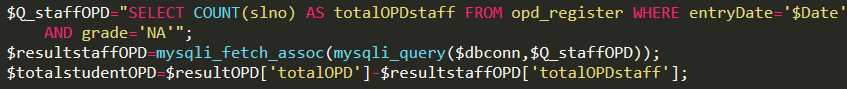 $Q_staffOPD="SELECT COUNT(slno) AS totalOPDstaff FROM opd_register WHERE entryDate='$Date'
AND grade='NA'";
$resultstaffOPD=mysqli_fetch_assoc(mysqli_query($dbconn,$Q_staffOPD));
$totalstudentOPD=$resultOPD['totalOPD']-$resultstaffOPD['totalOPDstaff'];